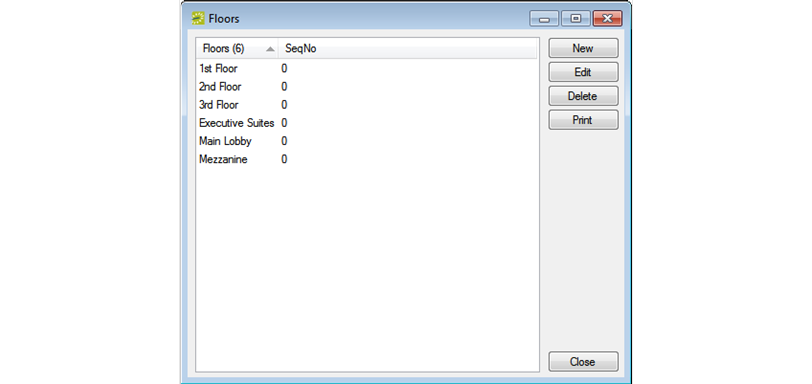 Floors
Floors (6) SeqNo
New
1st Floor 0
Edit
2nd Floor 0
Delete
3rd Floor 0
Print
Executive Suites 0
Main Lobby 0
Mezzanine 0
Close